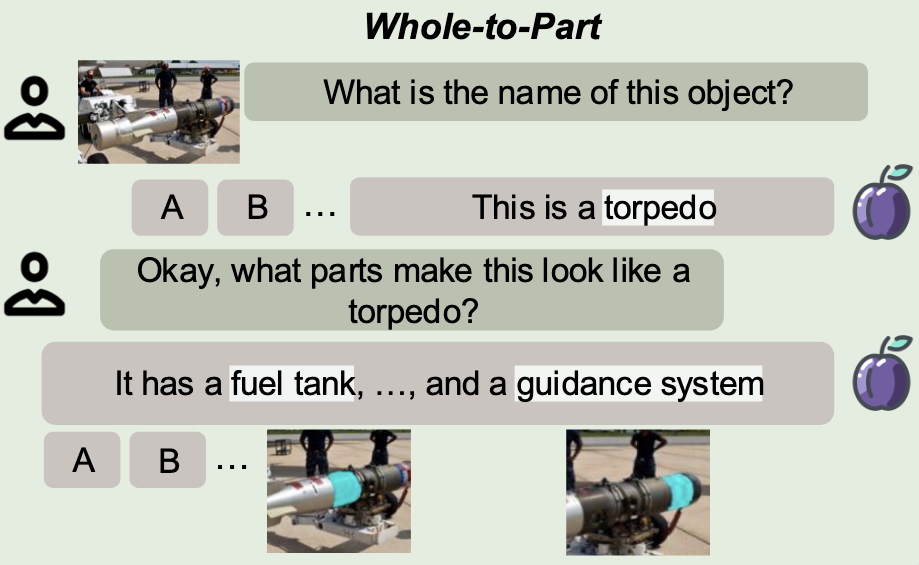 Whole-to-Part
What is the name of this object?
A B ... This is a torpedo
Okay, what parts make this look like a
torpedo?
It has a fuel tank, ..., and a guidance system
A B ...